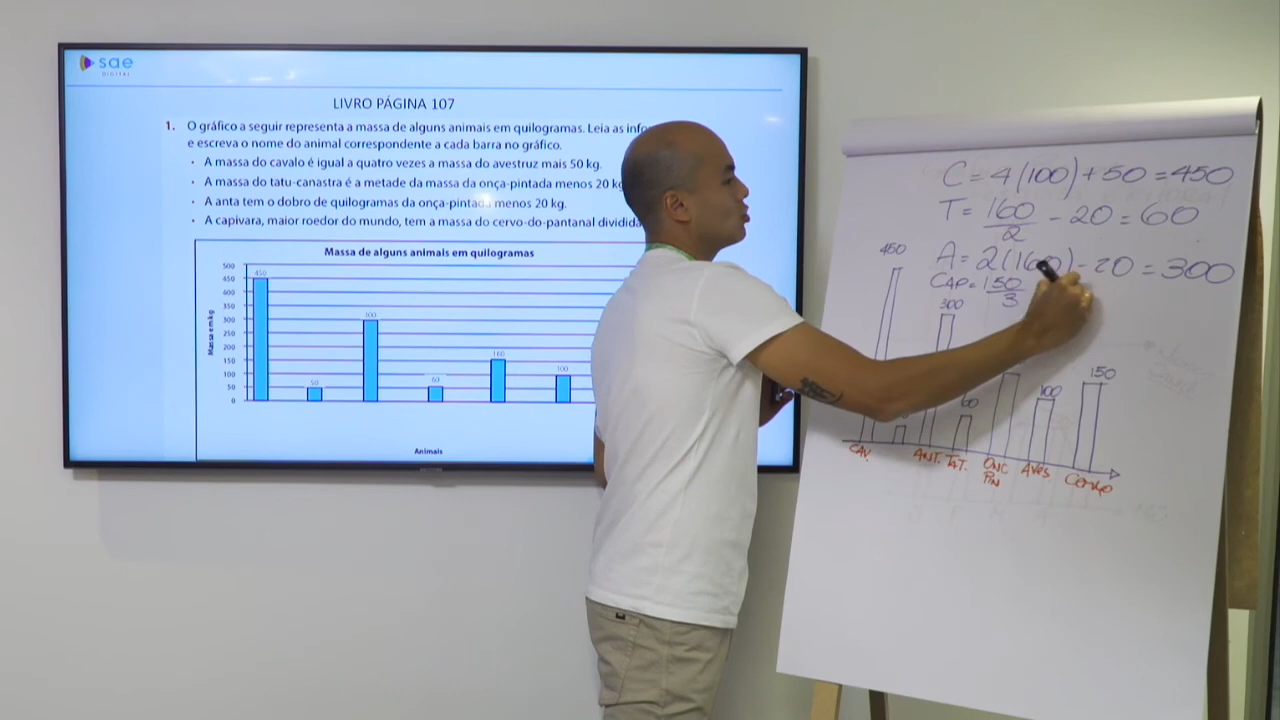 sae
DIGITAL
LIVRO PÁGINA 107
1. O gráfico a seguir representa a massa de alguns animais em quilogramas. Leia as info
e escreva o nome do animal correspondente a cada barra no gráfico.
· A massa do cavalo é igual a quatro vezes a massa do avestruz mais 50 kg.
· A massa do tatu-canastra é a metade da massa da onça-pintada menos 20 kg
· A anta tem o dobro de quilogramas da onça-pintada menos 20 kg.
· A capivara, maior roedor do mundo, tem a massa do cervo-do-pantanal dividida
Massa de alguns animais em quilogramas
Massa em kg
500
450
400
350
300
250
200
150
100
50
0
450
50
300
60
160
100
Animais
C = 4(100) + 50 = 450
T = 160/2 - 20 = 60
A = 2(160) - 20 = 300
CAP = 150/3
450
300
60
100
150
CAV.
ANT.
TAT.
ONC
PIN
AVES.
CERVO